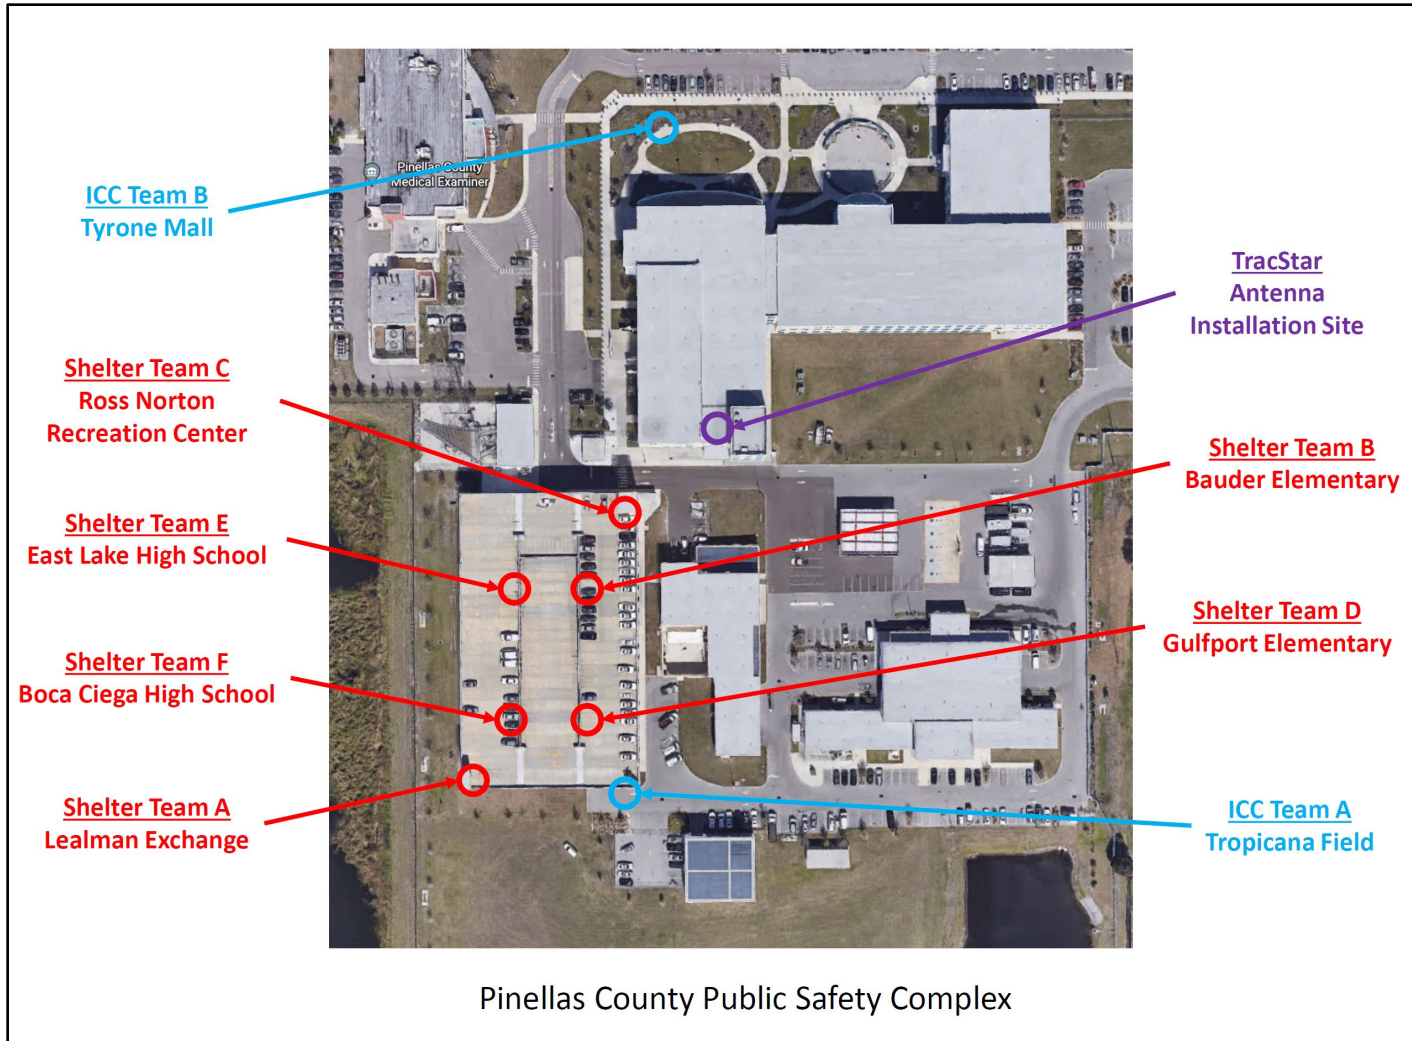 Pinellas County
Medical Examiner
ICC Team B
Tyrone Mall
TracStar
Antenna
Installation Site
Shelter Team C
Ross Norton
Recreation Center
Shelter Team B
Bauder Elementary
Shelter Team E
East Lake High School
Shelter Team D
Gulfport Elementary
Shelter Team F
Boca Ciega High School
Shelter Team A
Lealman Exchange
ICC Team A
Tropicana Field
Pinellas County Public Safety Complex